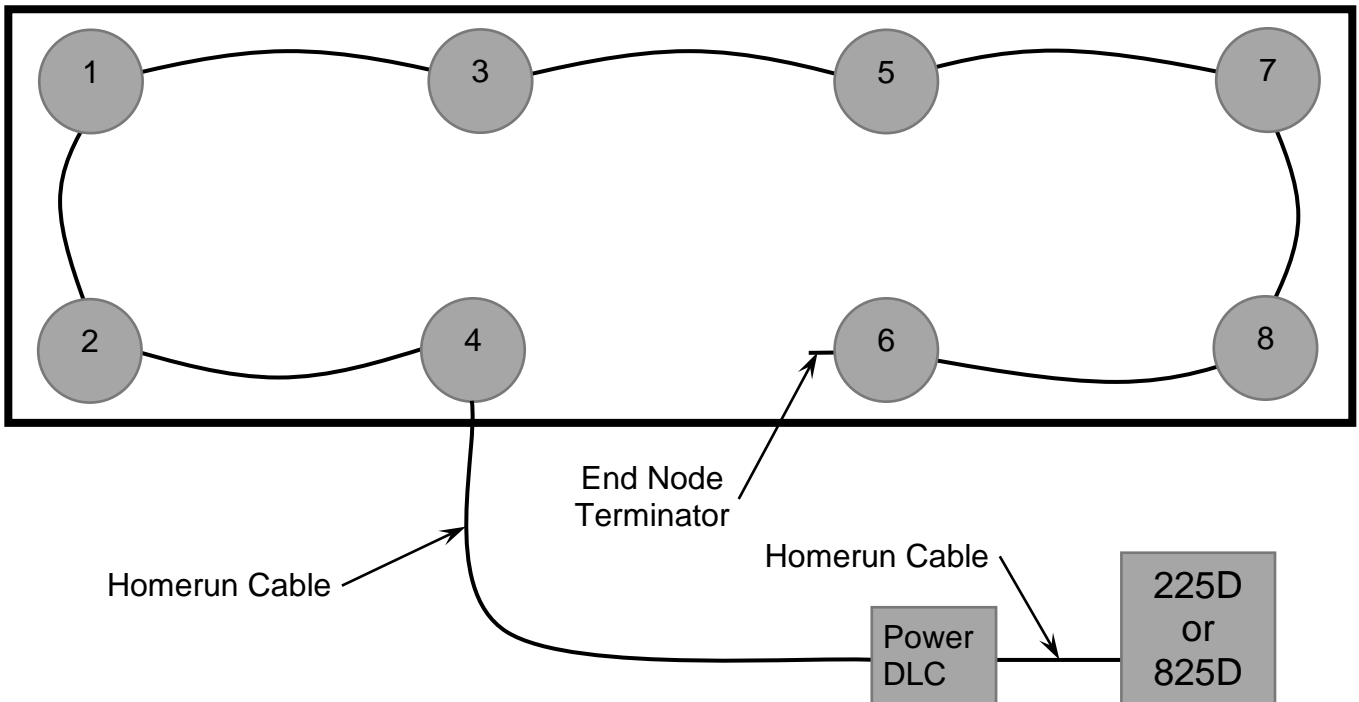 1
3
5
7
2
4
6
8
End Node
Terminator
Homerun Cable
Homerun Cable
225D
or
825D
Power
DLC